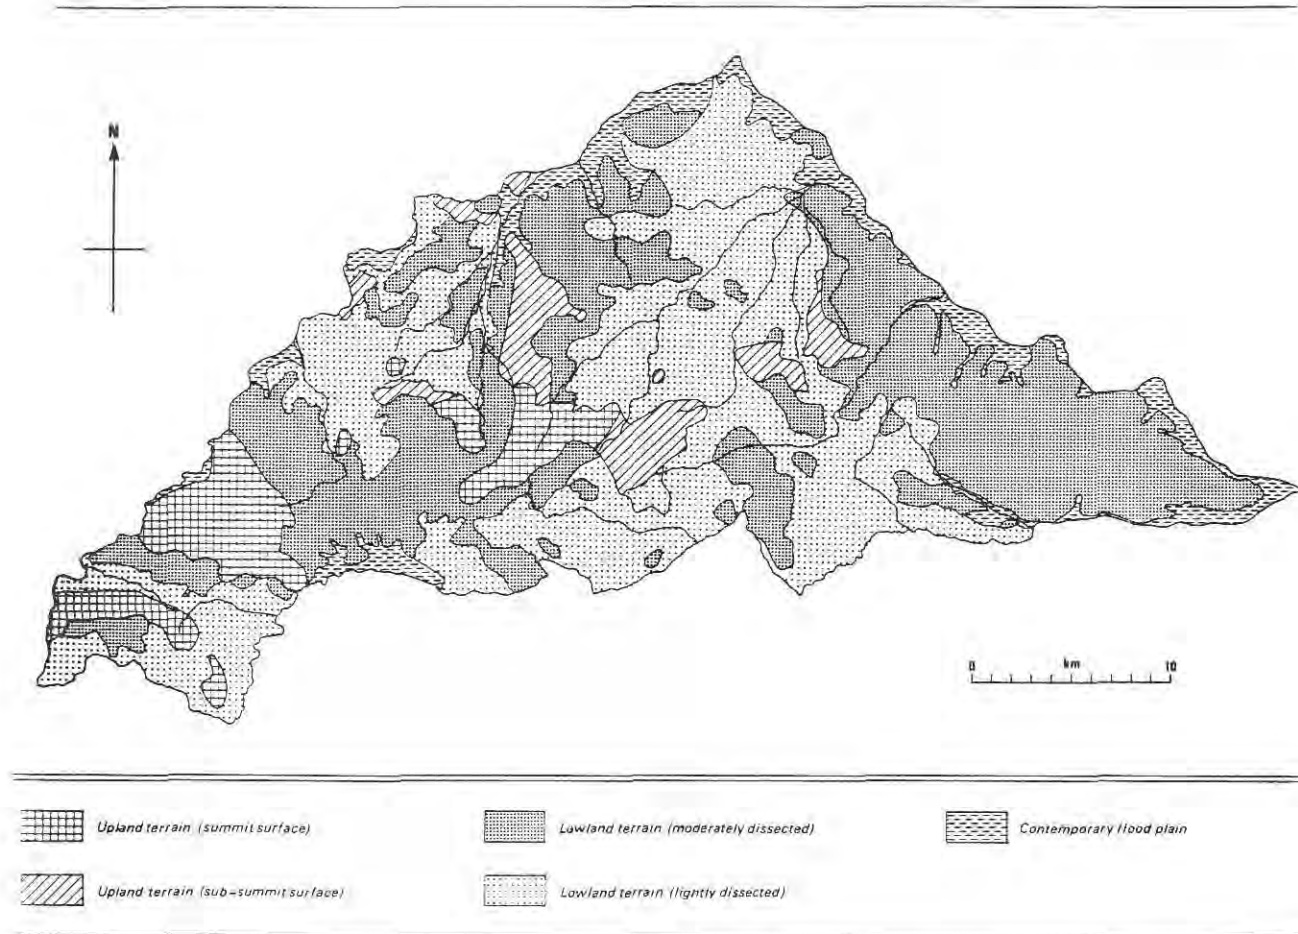 N
0 km 10
Upland terrain (summit surface)
Lowland terrain (moderately dissected)
Contemporary flood plain
Upland terrain (sub-summit surface)
Lowland terrain (lightly dissected)